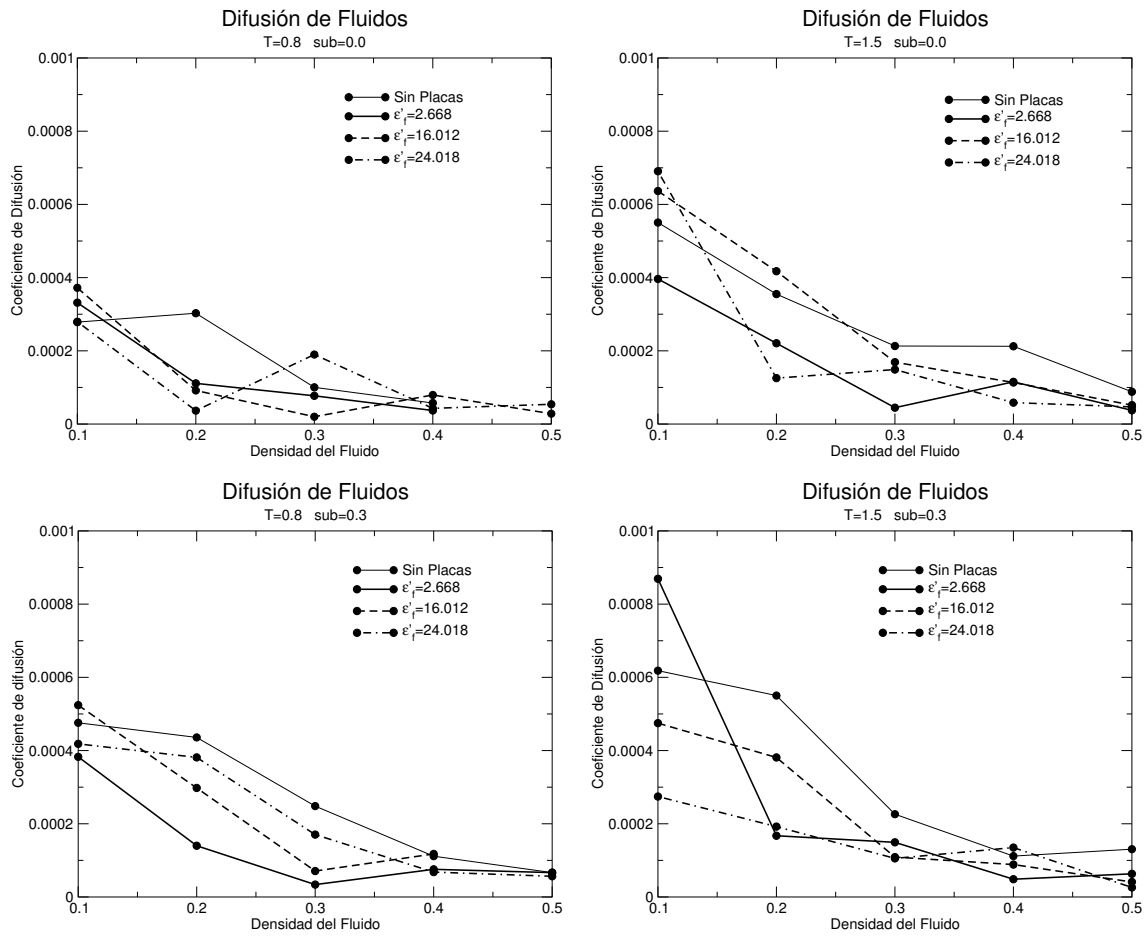 Difusión de Fluidos
T=0.8 sub=0.0
0.001
0.0008
0.0006
0.0004
0.0002
0
Coeficiente de Difusión
Sin Placas
ε'f=2.668
ε'f=16.012
ε'f=24.018
0.1 0.2 0.3 0.4 0.5
Densidad del Fluido
Difusión de Fluidos
T=1.5 sub=0.0
0.001
0.0008
0.0006
0.0004
0.0002
0
Coeficiente de Difusión
Sin Placas
ε'f=2.668
ε'f=16.012
ε'f=24.018
0.1 0.2 0.3 0.4 0.5
Densidad del Fluido
Difusión de Fluidos
T=0.8 sub=0.3
0.001
0.0008
0.0006
0.0004
0.0002
0
Coeficiente de difusión
Sin Placas
ε'f=2.668
ε'f=16.012
ε'f=24.018
0.1 0.2 0.3 0.4 0.5
Densidad del Fluido
Difusión de Fluidos
T=1.5 sub=0.3
0.001
0.0008
0.0006
0.0004
0.0002
0
Coeficiente de Difusión
Sin Placas
ε'f=2.668
ε'f=16.012
ε'f=24.018
0.1 0.2 0.3 0.4 0.5
Densidad del Fluido